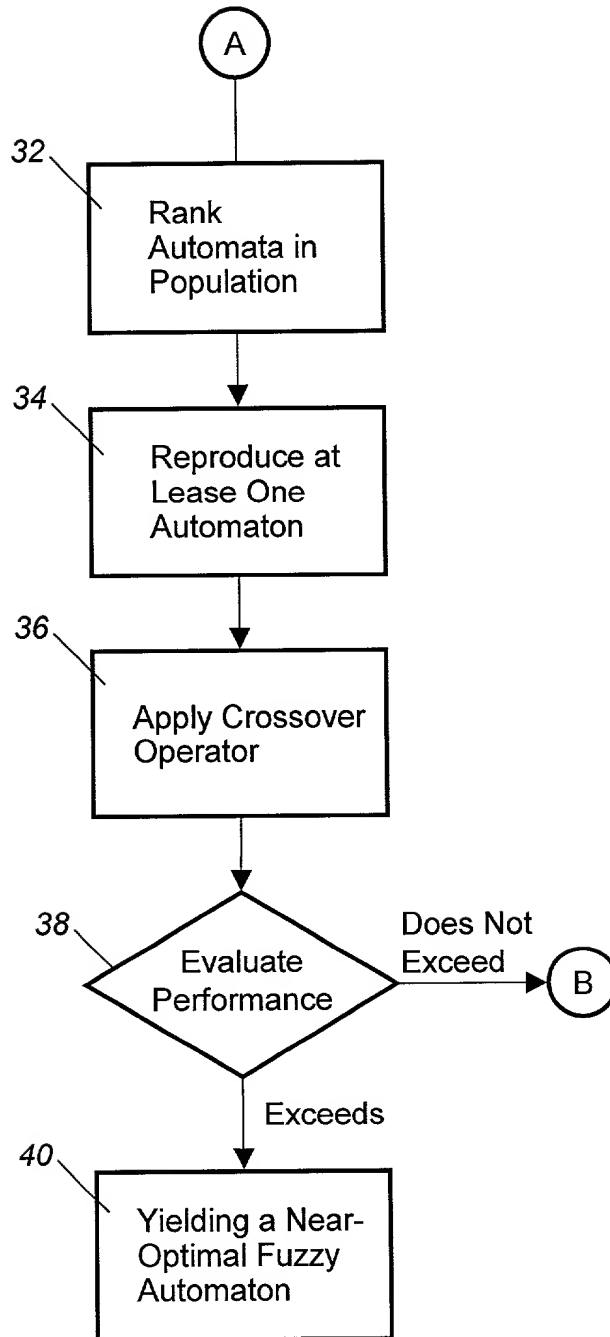 A
32
Rank
Automata in
Population
34
Reproduce at
Lease One
Automaton
36
Apply Crossover
Operator
38
Evaluate
Performance
Does Not
Exceed
B
Exceeds
40
Yielding a Near-
Optimal Fuzzy
Automaton